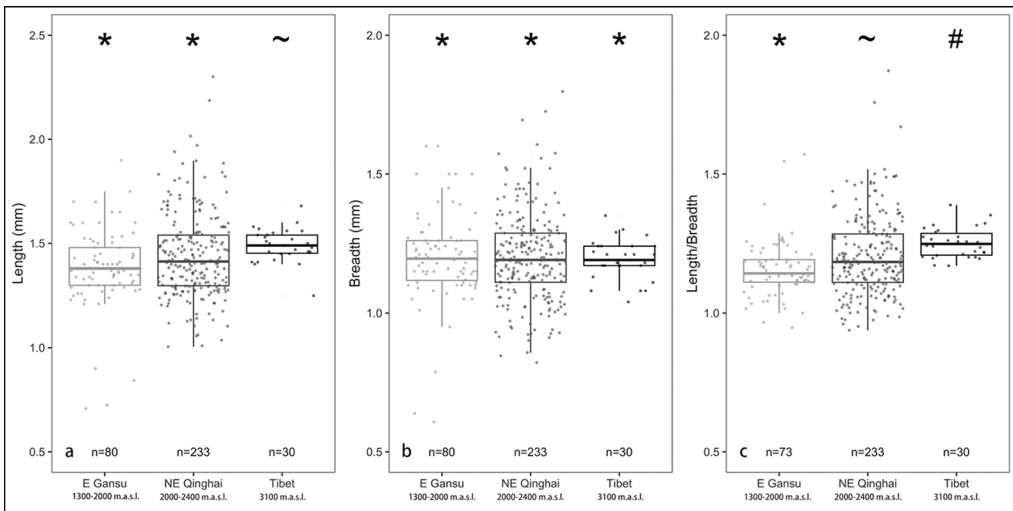 * * ~
2.5
2.0
1.5
1.0
0.5
Length (mm)
a n=80 n=233 n=30
E Gansu NE Qinghai Tibet
1300-2000 m.a.s.l. 2000-2400 m.a.s.l. 3100 m.a.s.l.
* * *
2.0
1.5
1.0
0.5
Breadth (mm)
b n=80 n=233 n=30
E Gansu NE Qinghai Tibet
1300-2000 m.a.s.l. 2000-2400 m.a.s.l. 3100 m.a.s.l.
* ~ #
2.0
1.5
1.0
0.5
Length/Breadth
c n=73 n=233 n=30
E Gansu NE Qinghai Tibet
1300-2000 m.a.s.l. 2000-2400 m.a.s.l. 3100 m.a.s.l.